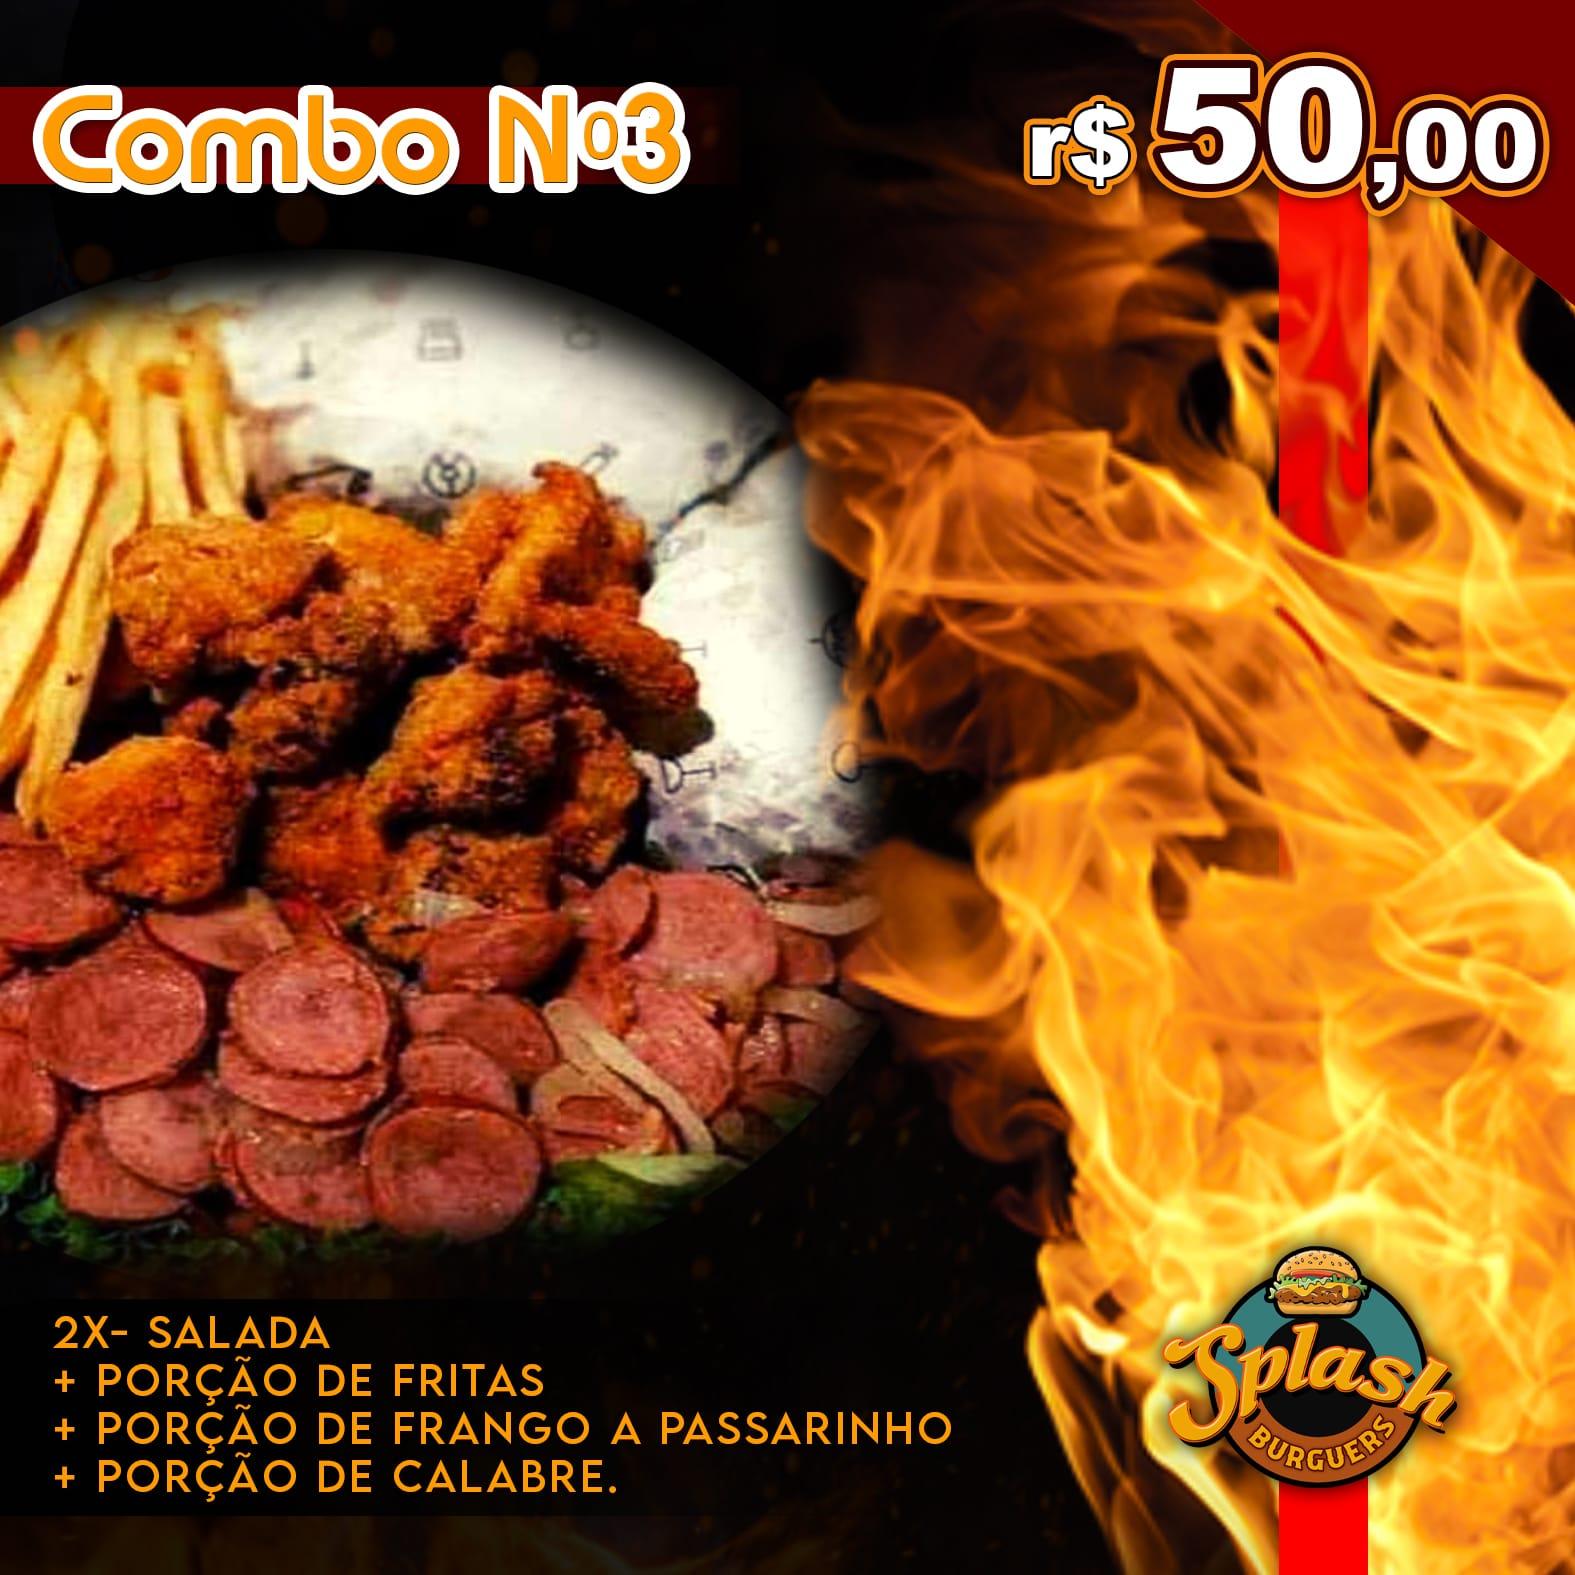 Combo Nº3
r$ 50,00
2X- SALADA
+ PORÇÃO DE FRITAS
+ PORÇÃO DE FRANGO A PASSARINHO
+ PORÇÃO DE CALABRE.
Splash
BURGUERS